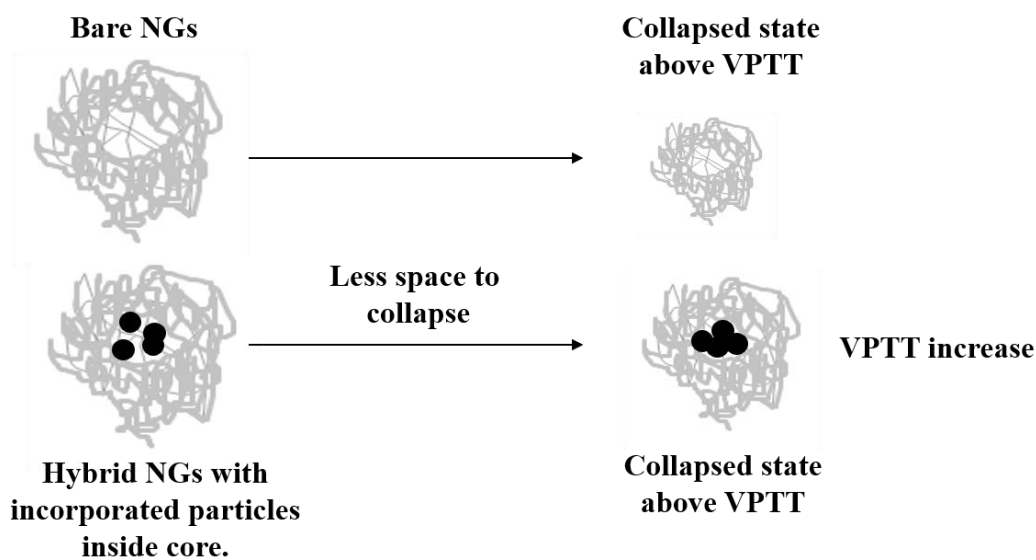 Bare NGs
Collapsed state
above VPTT
Less space to
collapse
VPTT increase
Hybrid NGs with
incorporated particles
inside core.
Collapsed state
above VPTT